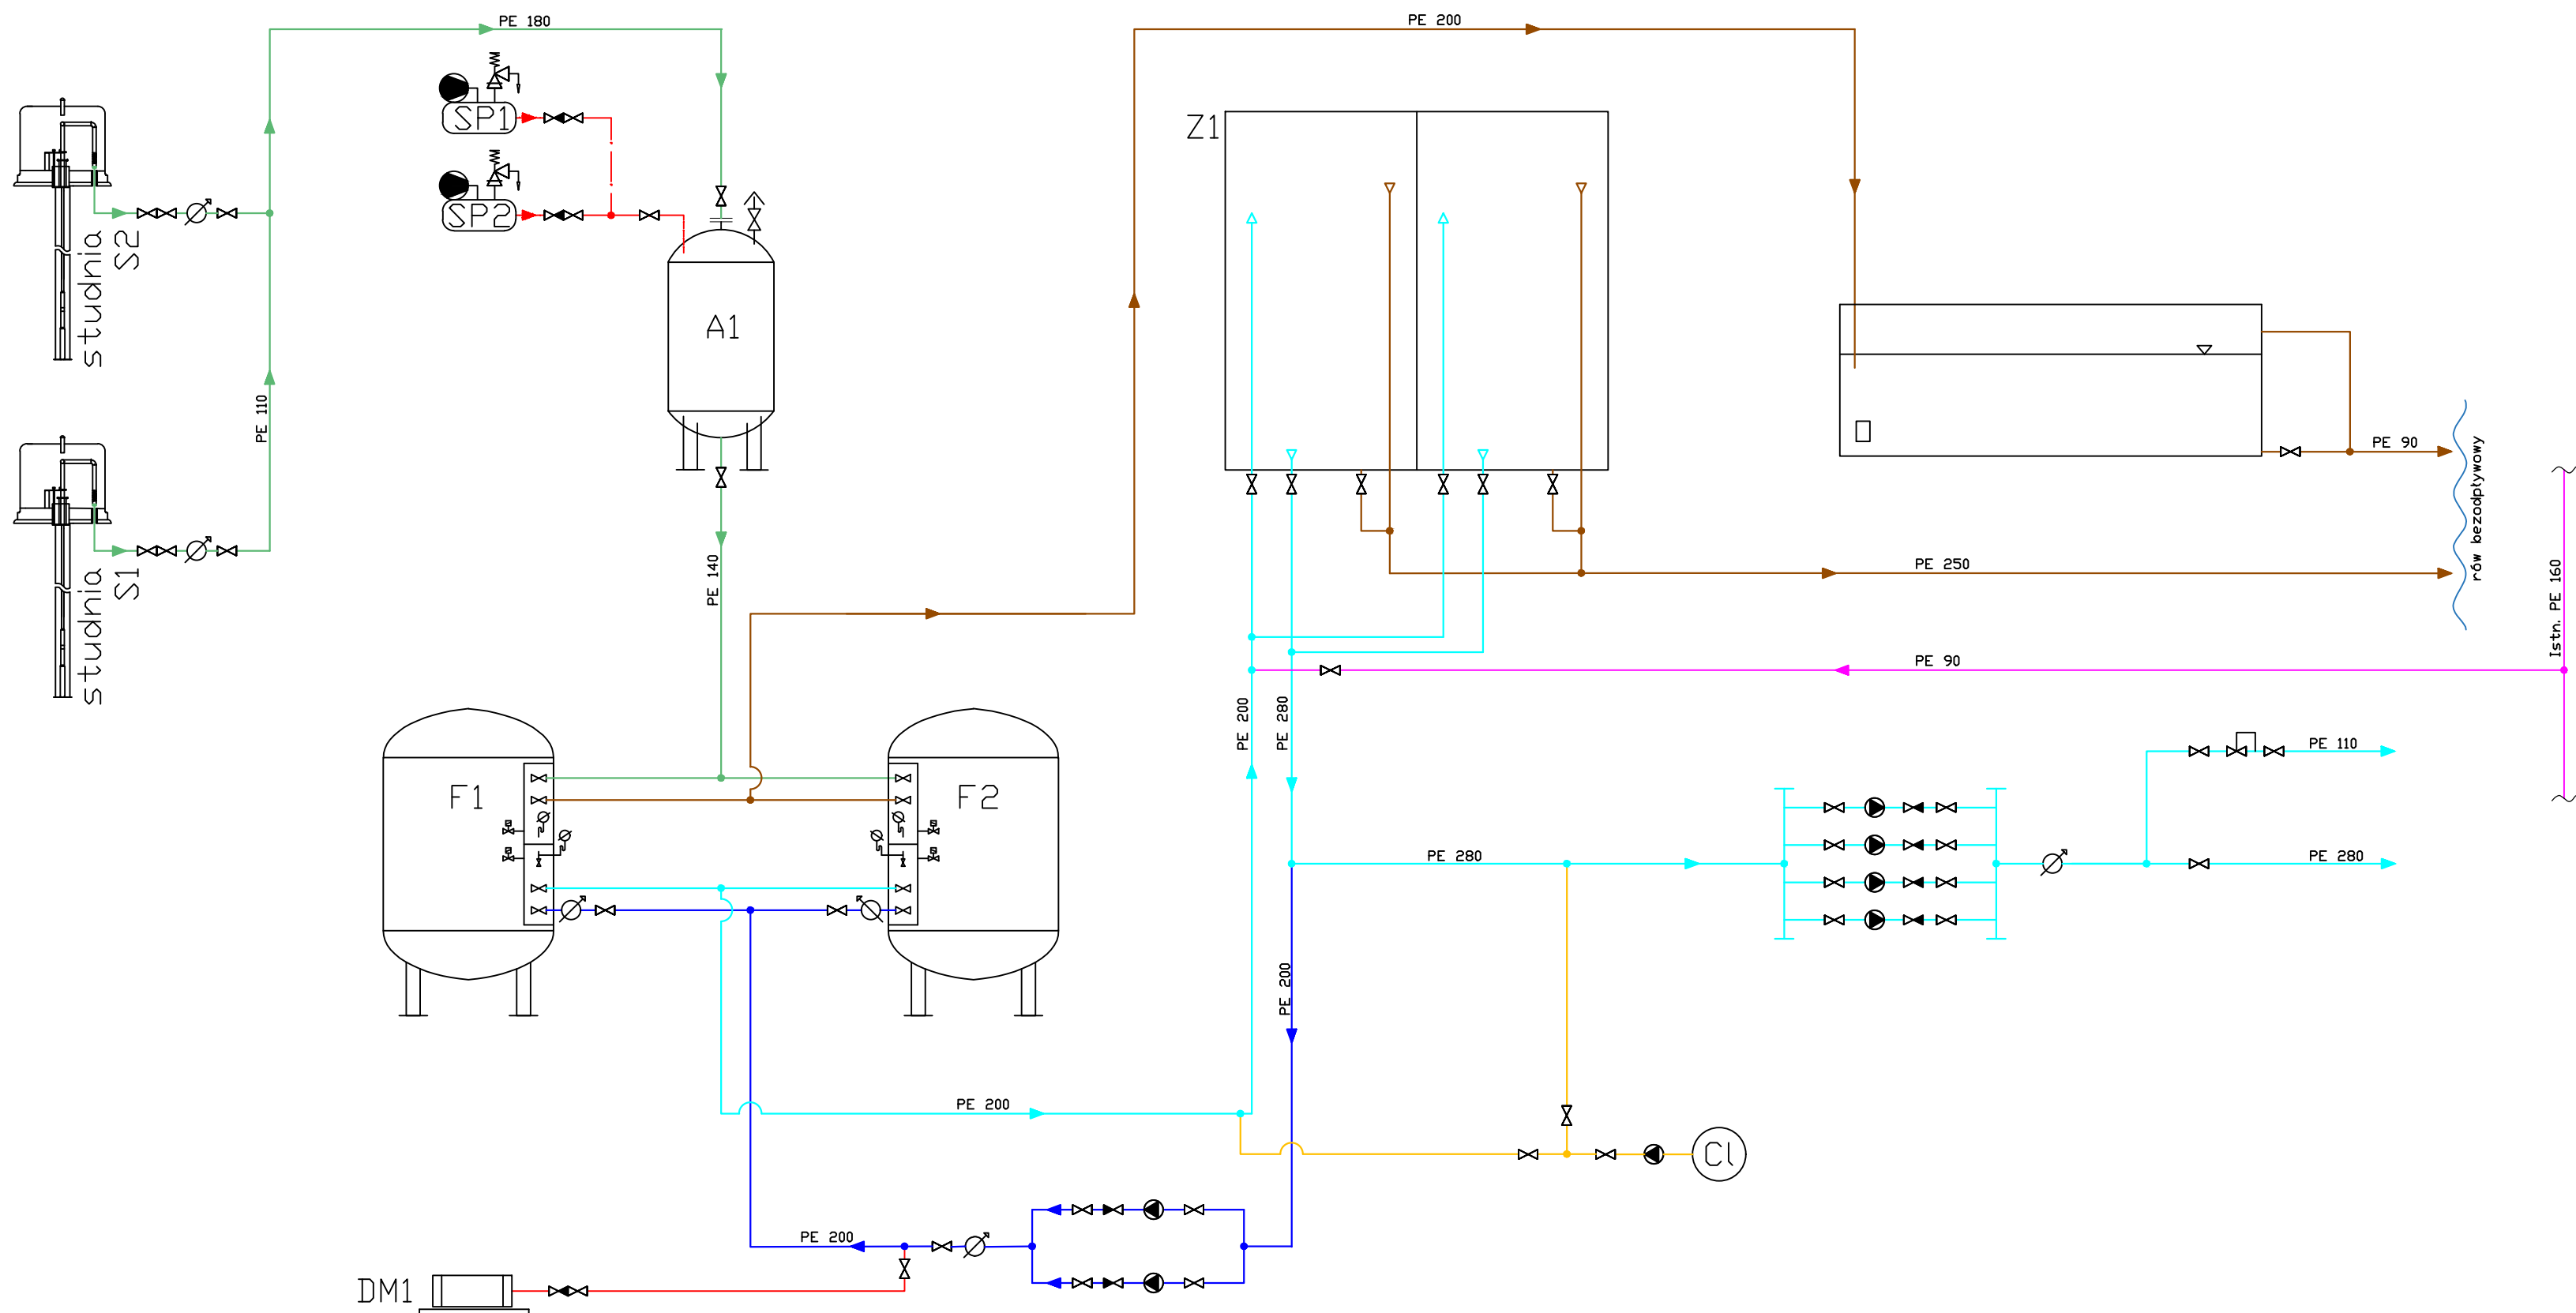 PE 180
PE 200
SP1
SP2
Z1
studnia
S2
A1
PE 110
studnia
S1
PE 140
PE 90
rów bezodpływowy
PE 250
Istn. PE 160
PE 90
PE 200
PE 280
PE 110
F1
F2
PE 280
PE 280
PE 200
PE 200
Cl
PE 200
DM1